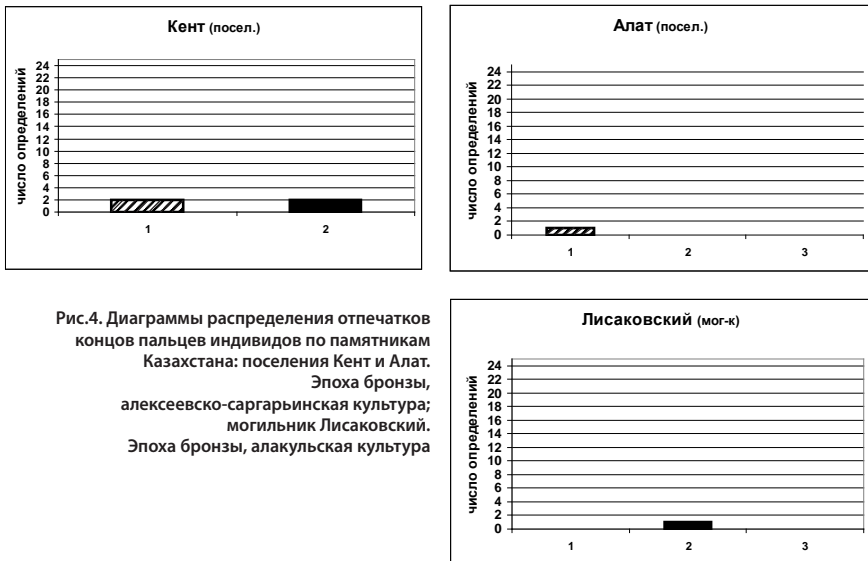 Кент (посел.)
число определений
24
22
20
18
16
14
12
10
8
6
4
2
0
1 2
Алат (посел.)
число определений
24
22
20
18
16
14
12
10
8
6
4
2
0
1 2 3
Рис.4. Диаграммы распределения отпечатков
концов пальцев индивидов по памятникам
Казахстана: поселения Кент и Алат.
Эпоха бронзы,
алексеевско-саргарьинская культура;
могильник Лисаковский.
Эпоха бронзы, алакульская культура
Лисаковский (мог-к)
число определений
24
22
20
18
16
14
12
10
8
6
4
2
0
1 2 3